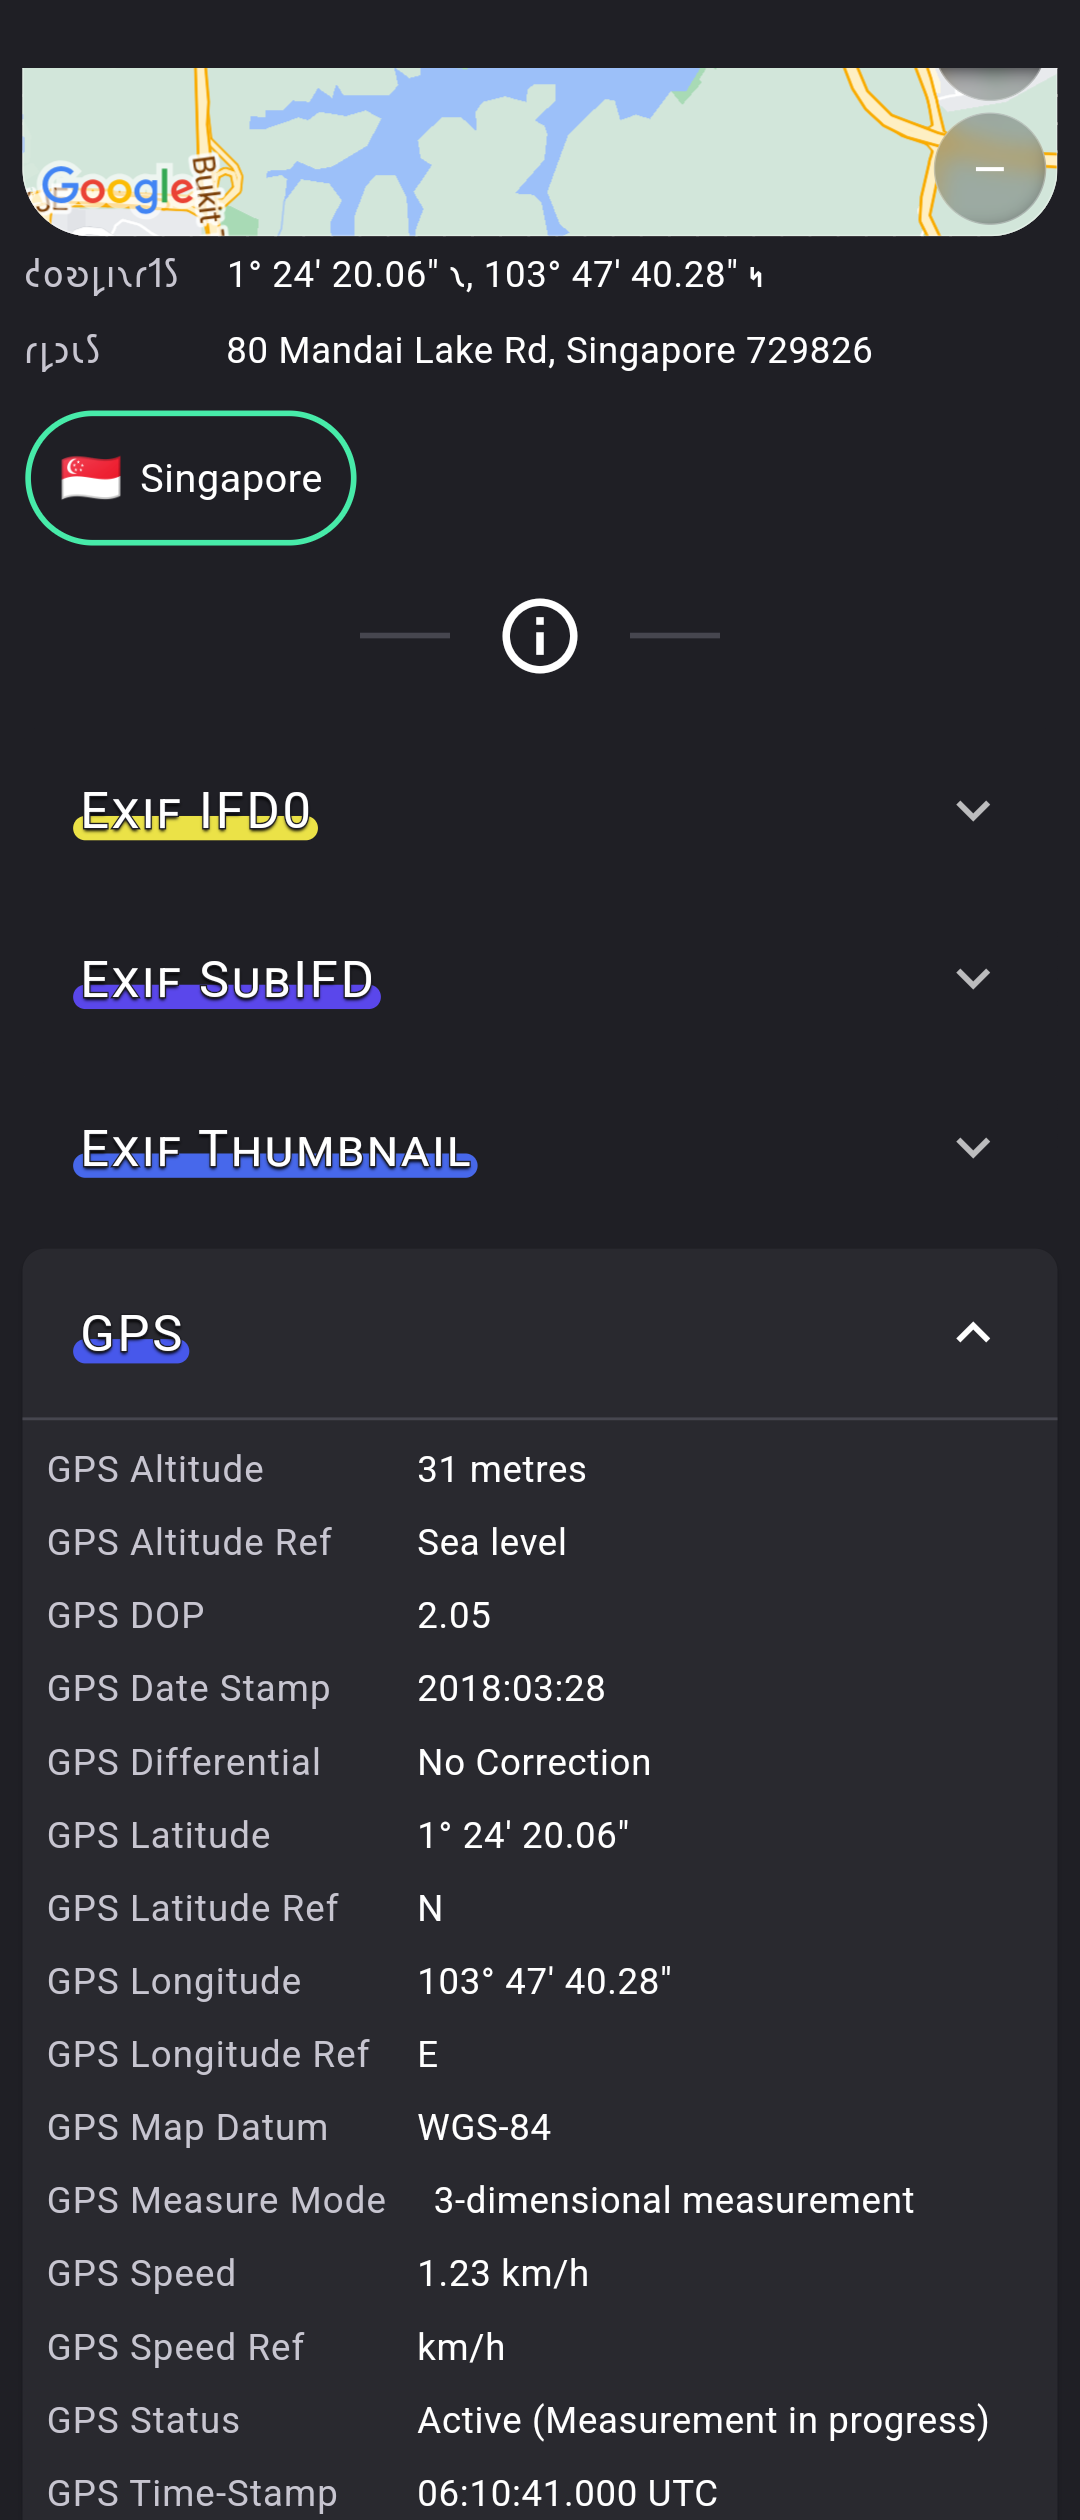 Google
Bukit
𐑒𐑴𐑹𐑛𐑦𐑯𐑩𐑑𐑕 1° 24' 20.06" 𐑯, 103° 47' 40.28" 𐑰
𐑩𐑛𐑮𐑧𐑕 80 Mandai Lake Rd, Singapore 729826
Singapore
Exif IFD0
Exif SubIFD
Exif Thumbnail
GPS
GPS Altitude 31 metres
GPS Altitude Ref Sea level
GPS DOP 2.05
GPS Date Stamp 2018:03:28
GPS Differential No Correction
GPS Latitude 1° 24' 20.06"
GPS Latitude Ref N
GPS Longitude 103° 47' 40.28"
GPS Longitude Ref E
GPS Map Datum WGS-84
GPS Measure Mode 3-dimensional measurement
GPS Speed 1.23 km/h
GPS Speed Ref km/h
GPS Status Active (Measurement in progress)
GPS Time-Stamp 06:10:41.000 UTC